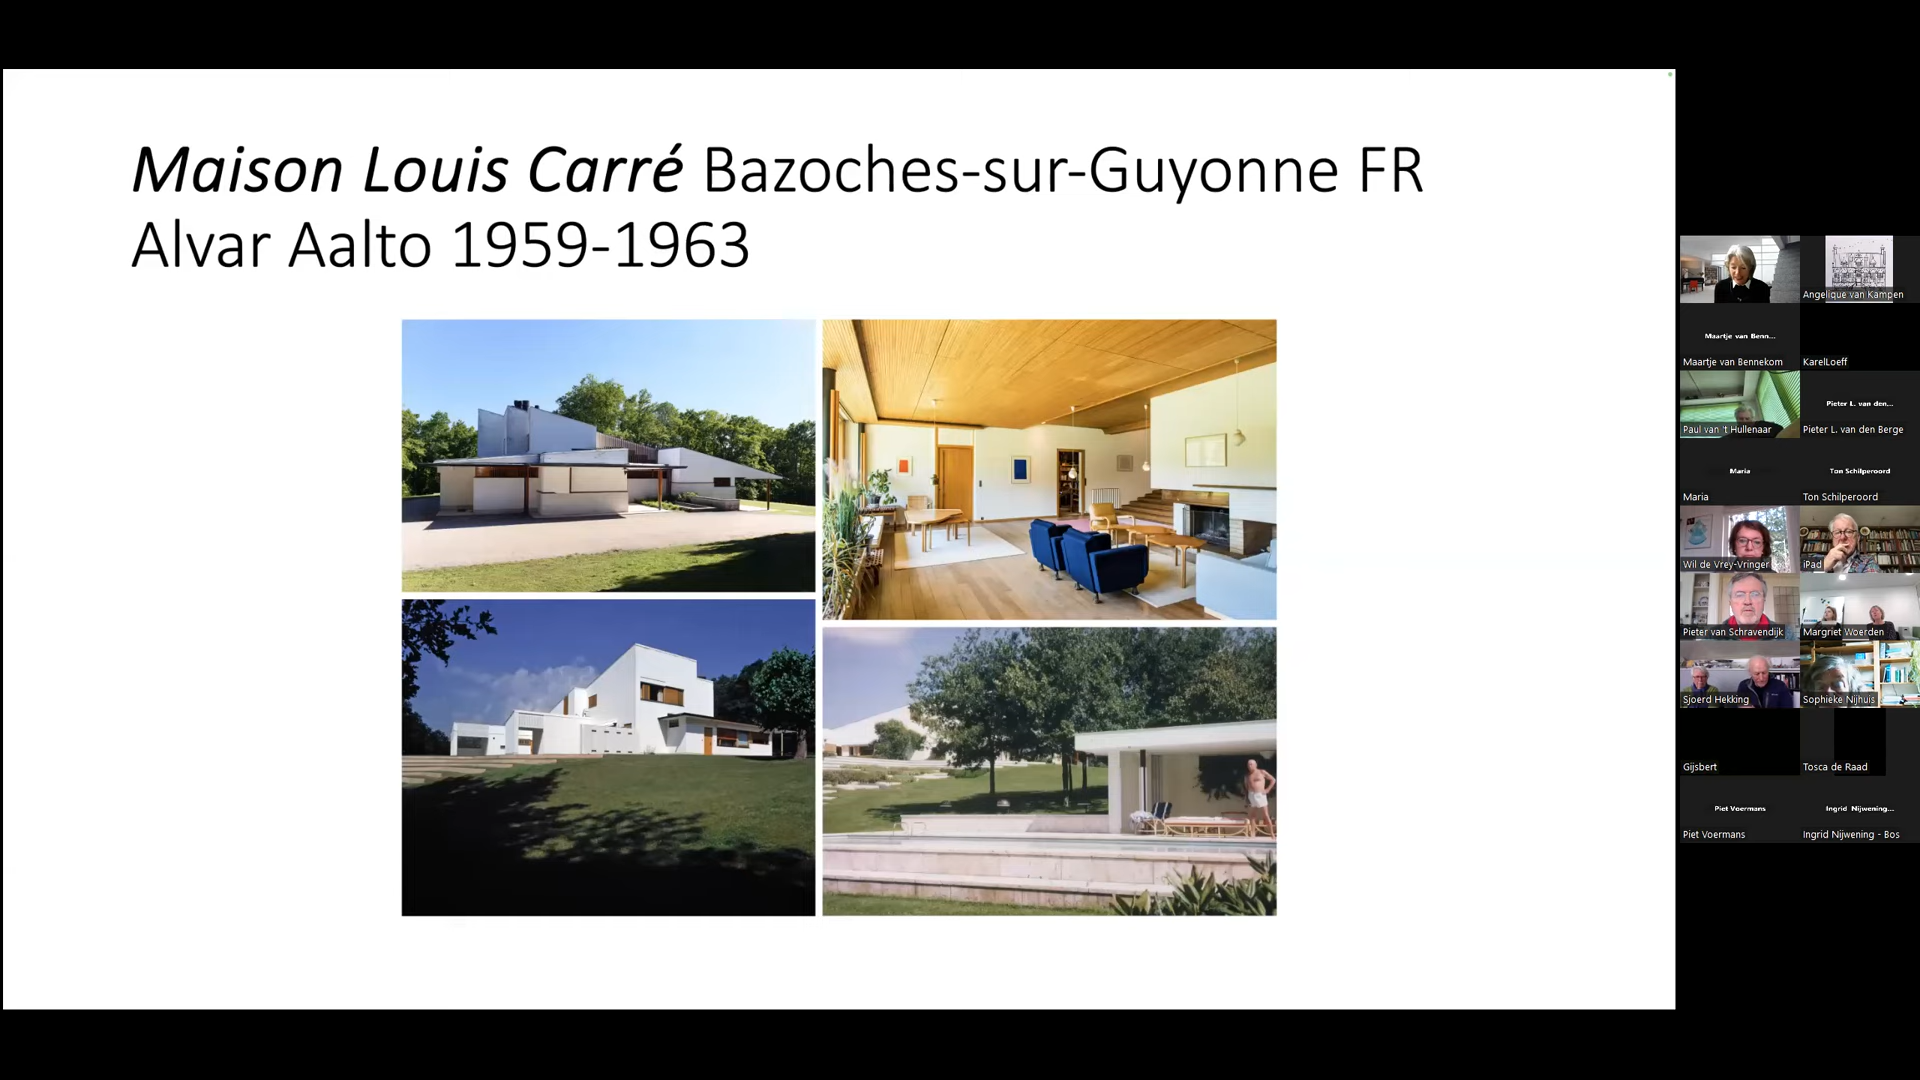 Maison Louis Carré Bazoches-sur-Guyonne FR
Alvar Aalto 1959-1963
Angelique van Kampen
Maartje van Benn...
Maartje van Bennekom
KarelLoeff
Paul van 't Hullenaar
Pieter L. van den...
Pieter L. van den Berge
Maria
Maria
Ton Schilperoord
Ton Schilperoord
Wil de Vrey-Vringer
iPad
Pieter van Schravendijk
Margriet Woerden
Sjoerd Hekking
Sophieke Nijhuis
Gijsbert
Tosca de Raad
Piet Voermans
Piet Voermans
Ingrid Nijwening...
Ingrid Nijwening - Bos